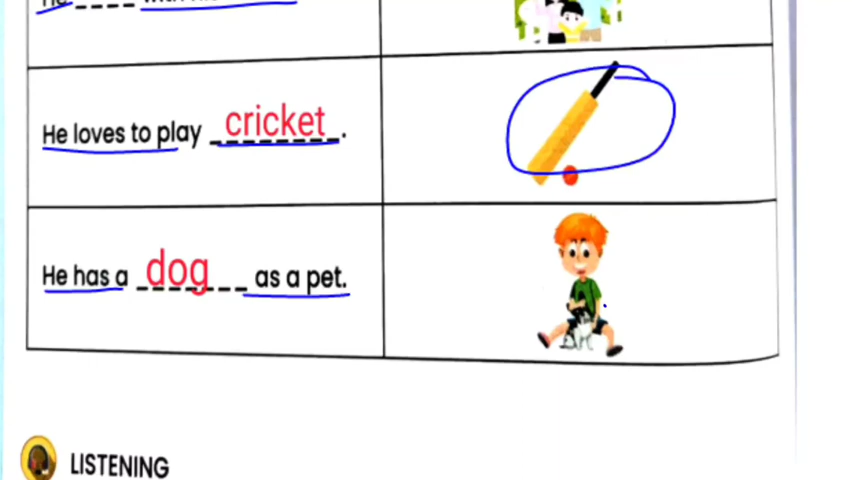 He loves to play cricket.
He has a dog as a pet.
LISTENING